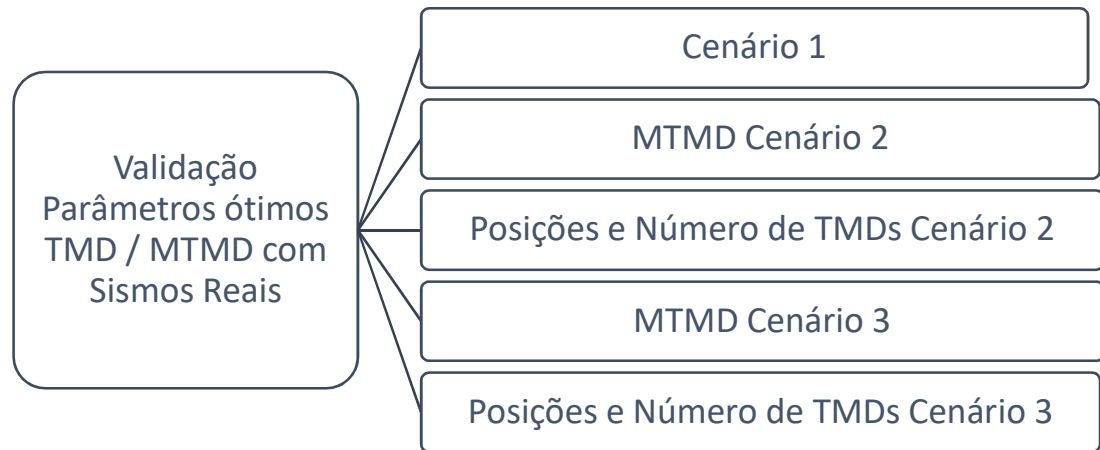 Validação
Parâmetros ótimos
TMD / MTMD com
Sismos Reais
Cenário 1
MTMD Cenário 2
Posições e Número de TMDs Cenário 2
MTMD Cenário 3
Posições e Número de TMDs Cenário 3